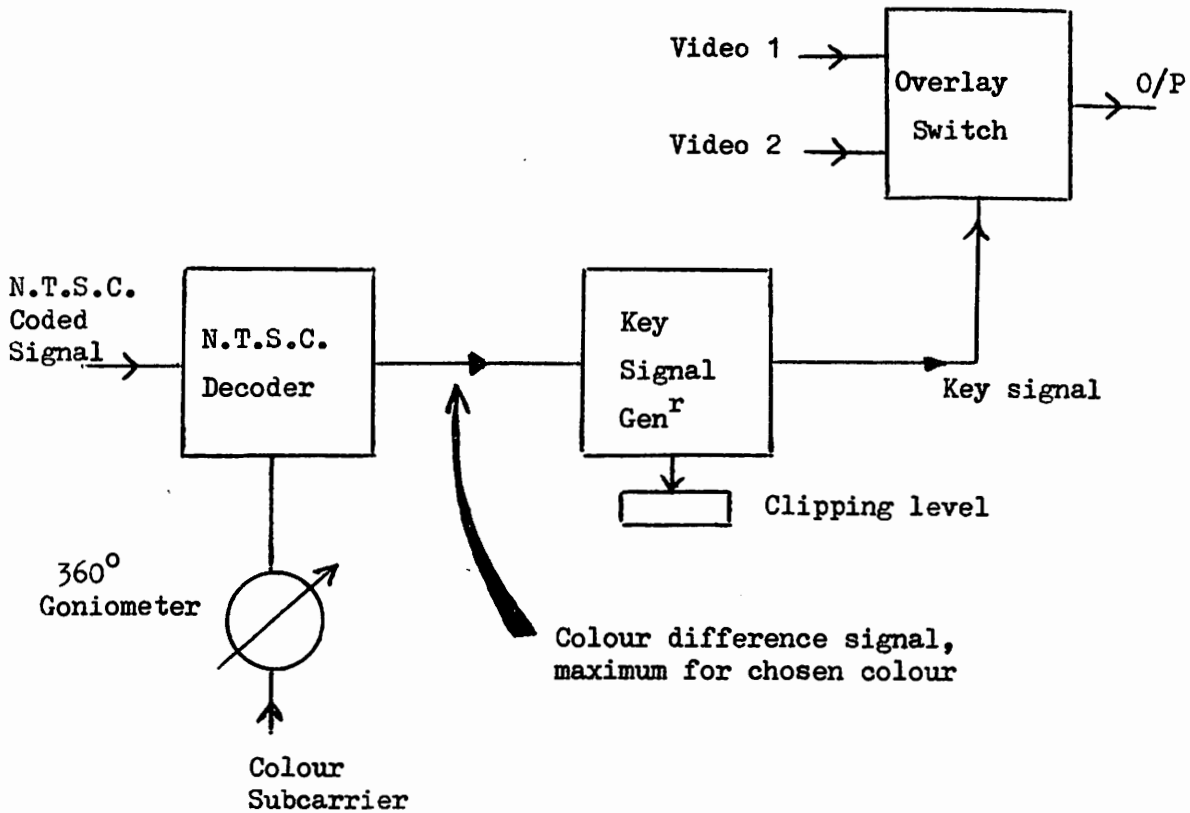 Video 1
Video 2
Overlay
Switch
O/P
N.T.S.C.
Coded
Signal
N.T.S.C.
Decoder
Key
Signal
Genʳ
Key signal
Clipping level
360°
Goniometer
Colour difference signal,
maximum for chosen colour
Colour
Subcarrier